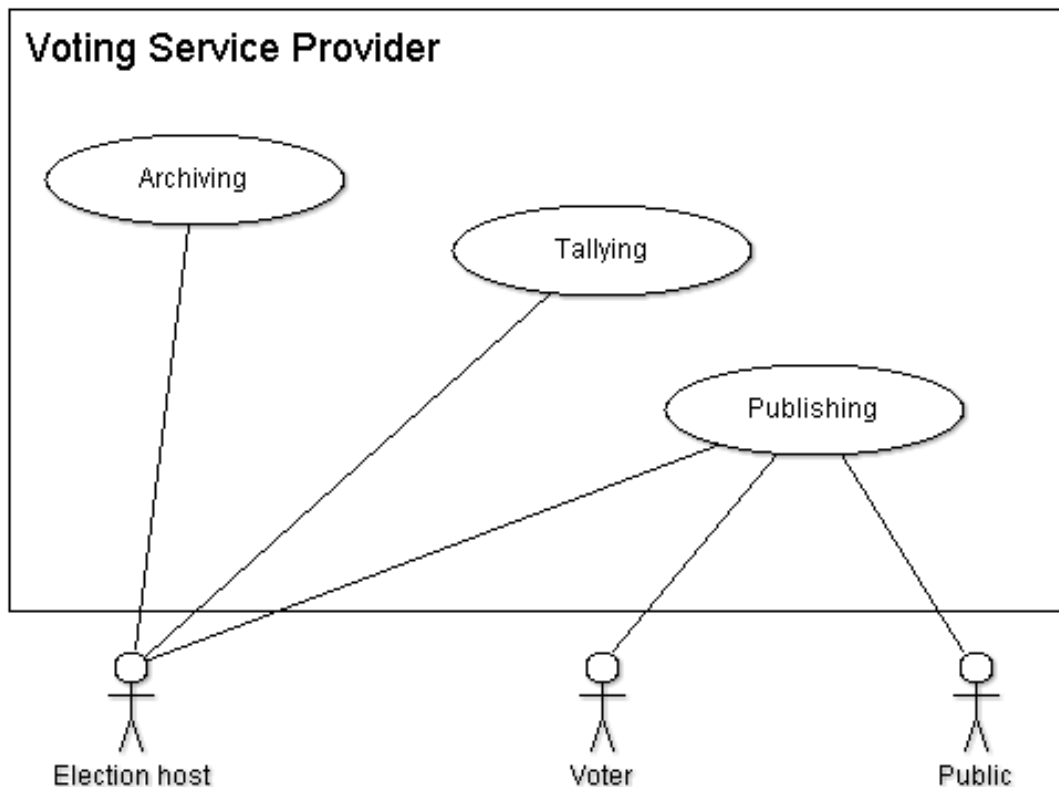 Voting Service Provider
Archiving
Tallying
Publishing
Election host
Voter
Public